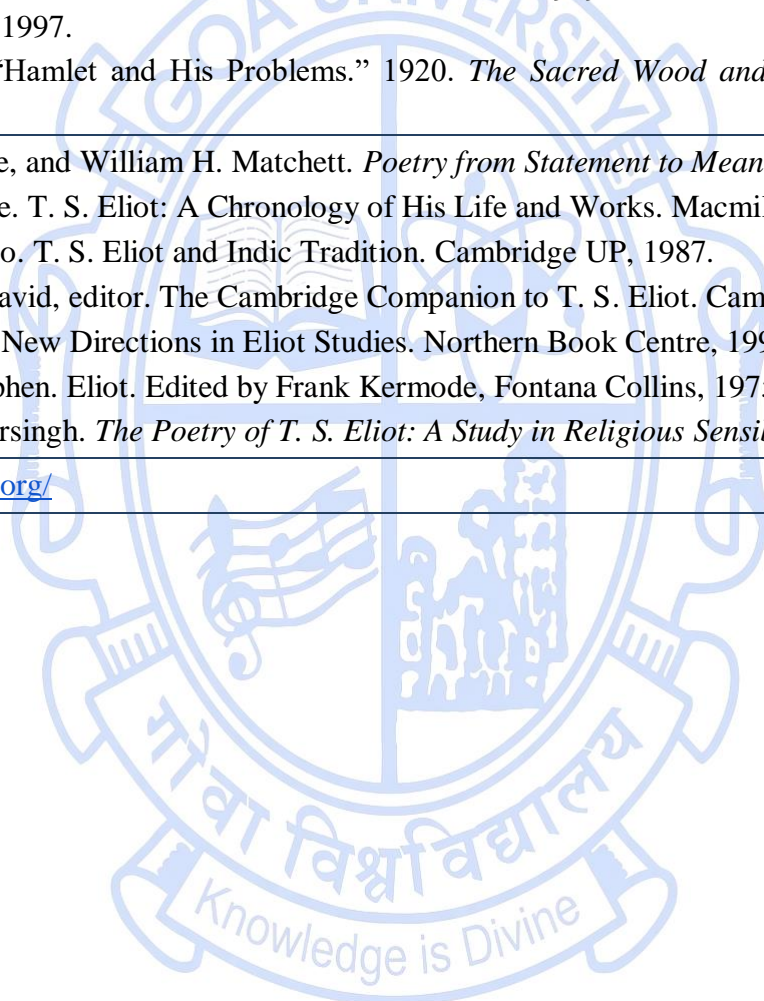 1997.
“Hamlet and His Problems.” 1920. The Sacred Wood and
e, and William H. Matchett. Poetry from Statement to Mean
e. T. S. Eliot: A Chronology of His Life and Works. Macmil
o. T. S. Eliot and Indic Tradition. Cambridge UP, 1987.
avid, editor. The Cambridge Companion to T. S. Eliot. Cam
New Directions in Eliot Studies. Northern Book Centre, 199
phen. Eliot. Edited by Frank Kermode, Fontana Collins, 197
rsingh. The Poetry of T. S. Eliot: A Study in Religious Sensi
org/
GOA UNIVERSITY
गोंवा विश्वविद्यालय
Knowledge is Divine